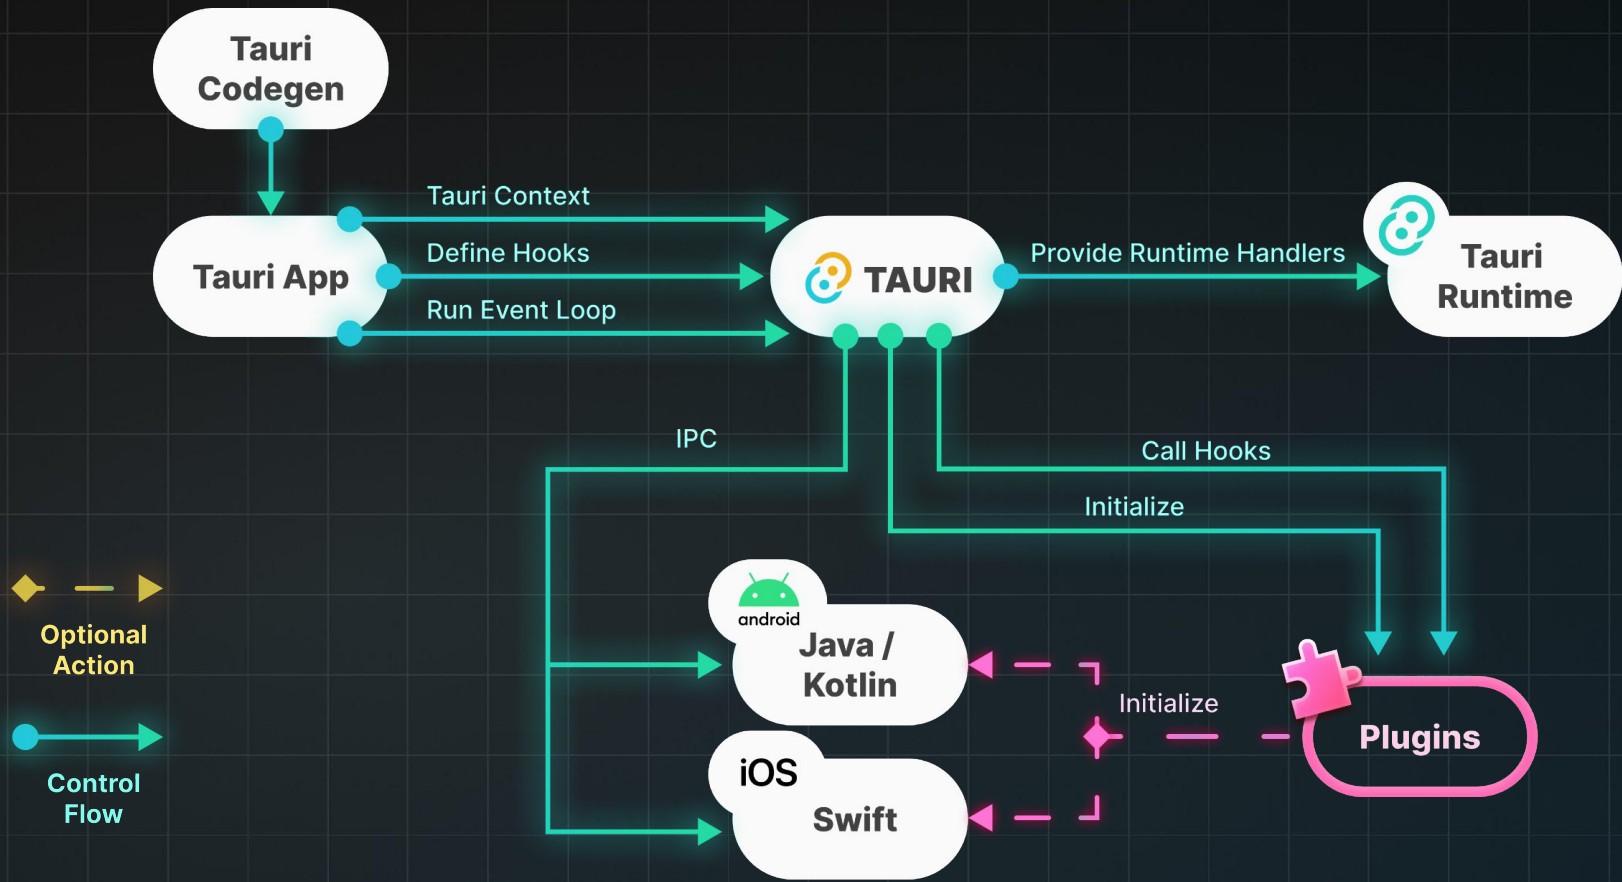 Tauri
Codegen
Tauri Context
Tauri App
Define Hooks
TAURI
Provide Runtime Handlers
Tauri
Runtime
Run Event Loop
IPC
Call Hooks
Initialize
Optional
Action
android
Java /
Kotlin
Initialize
Plugins
Control
Flow
iOS
Swift